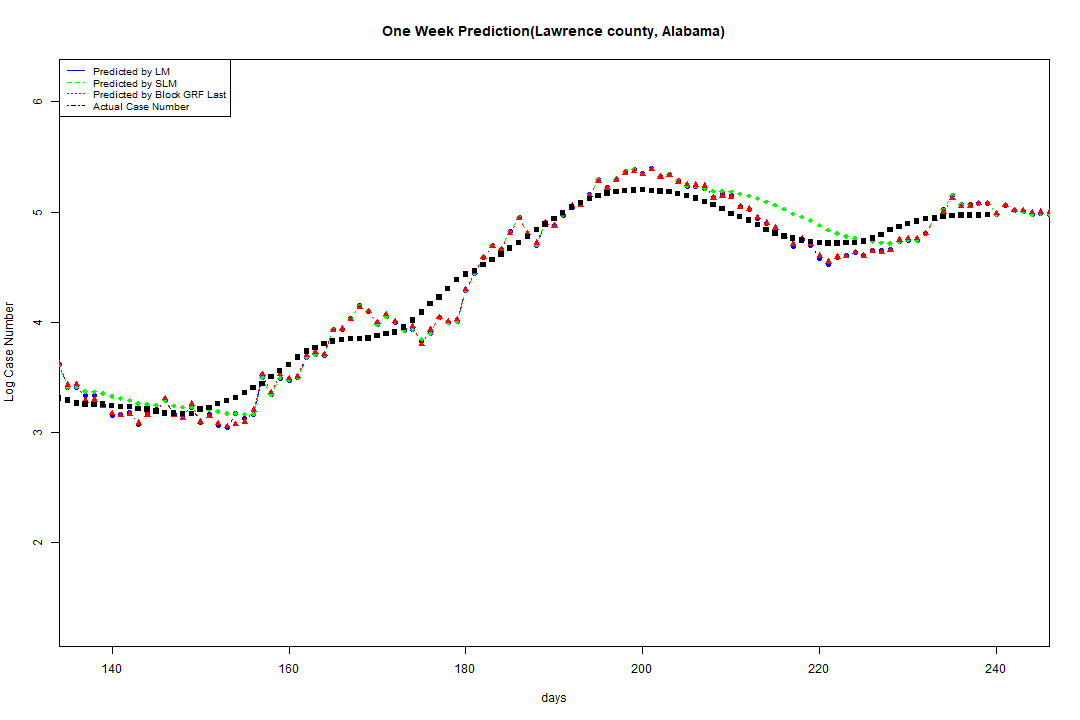 One Week Prediction(Lawrence county, Alabama)
Predicted by LM
Predicted by SLM
Predicted by Block GRF Last
Actual Case Number
6
5
4
3
2
Log Case Number
140 160 180 200 220 240
days